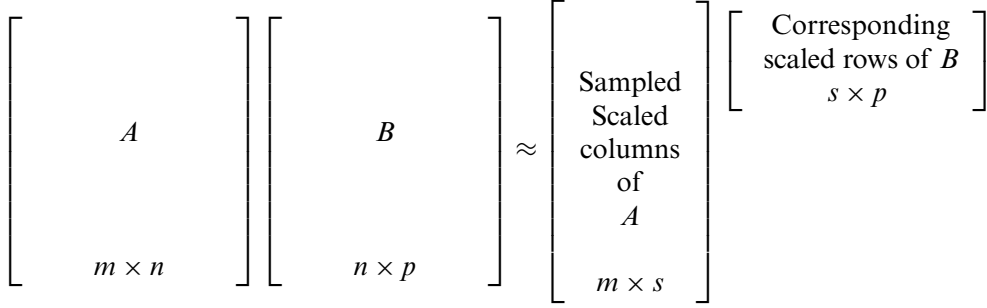 A
m × n
B
n × p
≈
Sampled
Scaled
columns
of
A
m × s
Corresponding
scaled rows of B
s × p